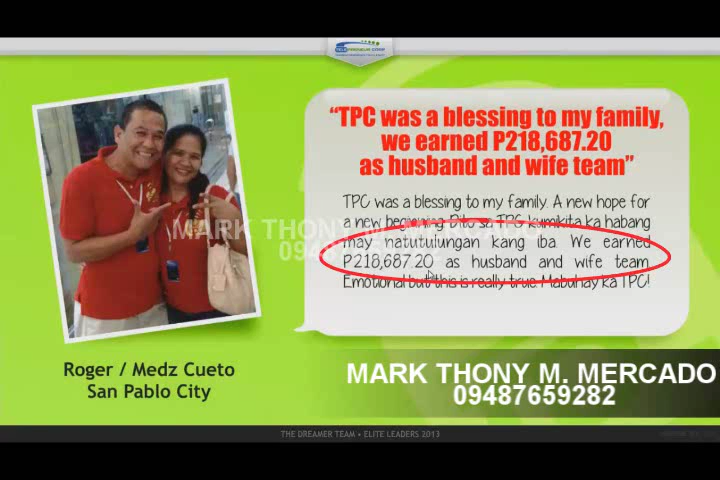 “TPC was a blessing to my family,
we earned P218,687.20
as husband and wife team”
TPC was a blessing to my family. A new hope for
a new beginning Dito sa TPC kumikita ka habang
may natutulungan kang iba. We earned
P218,687.20 as husband and wife team.
Emotional but this is really true. Mabuhay ka TPC!
MARK THONY M. MERCADO
Roger / Medz Cueto
San Pablo City
MARK THONY M. MERCADO
09487659282
THE DREAMER TEAM • ELITE LEADERS 2013